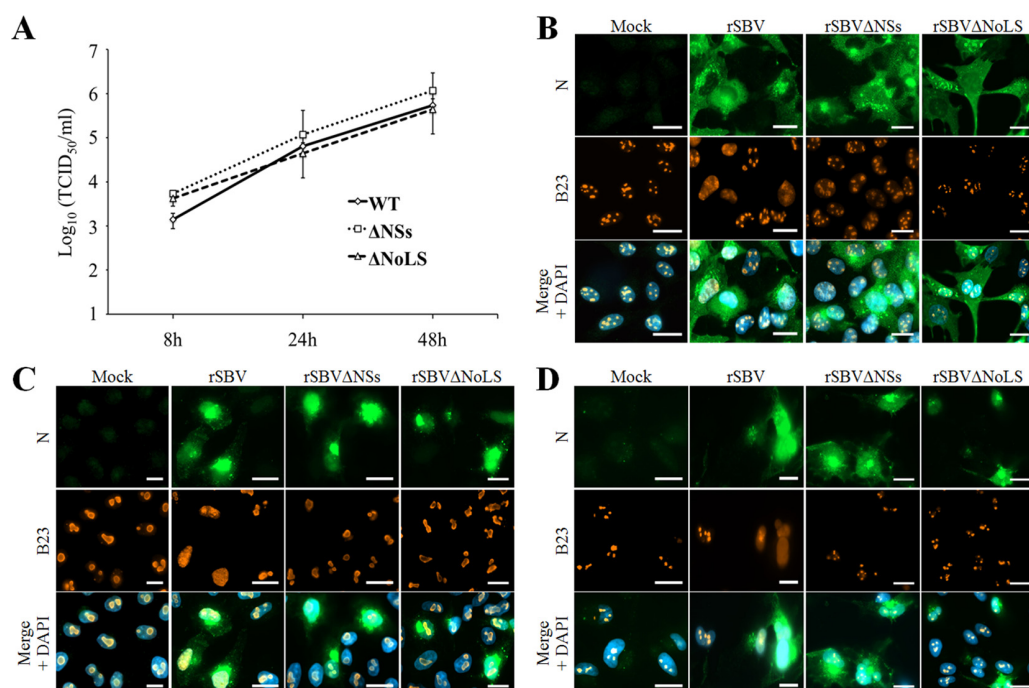 A
Log10 (TCID50/ml)
7
6
5
4
3
2
1
8h
24h
48h
WT
ΔNSs
ΔNoLS
B
Mock
rSBV
rSBVΔNSs
rSBVΔNoLS
N
B23
Merge
+ DAPI
C
Mock
rSBV
rSBVΔNSs
rSBVΔNoLS
N
B23
Merge
+ DAPI
D
Mock
rSBV
rSBVΔNSs
rSBVΔNoLS
N
B23
Merge
+ DAPI